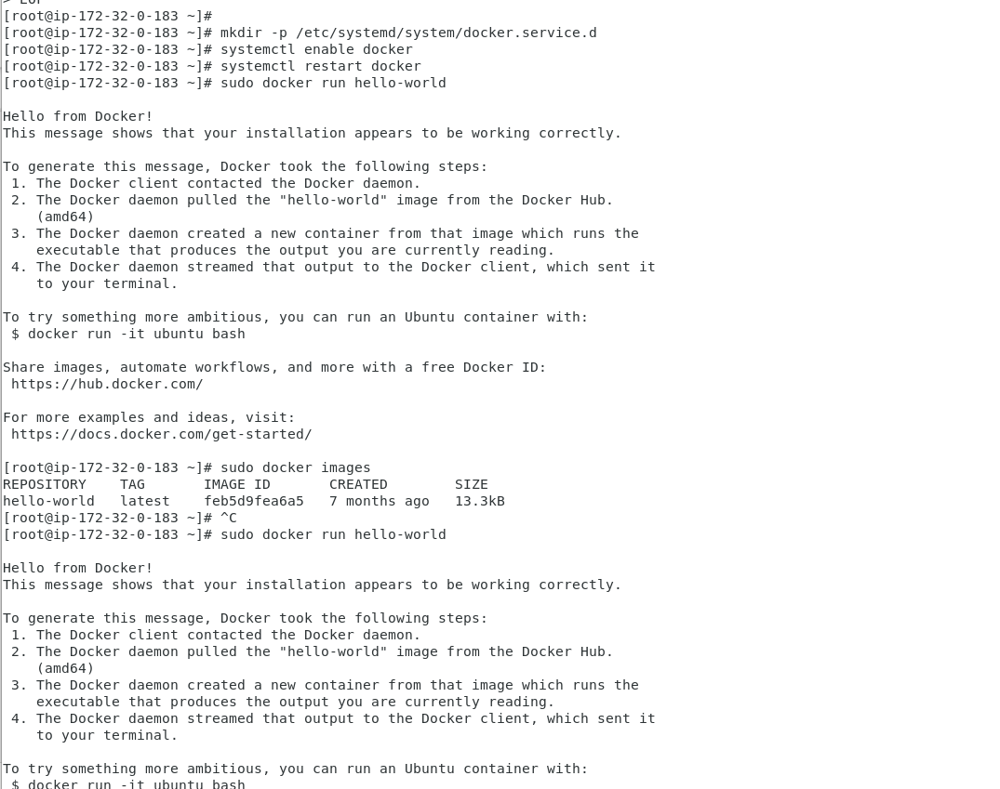 > EOF
[root@ip-172-32-0-183 ~]#
[root@ip-172-32-0-183 ~]# mkdir -p /etc/systemd/system/docker.service.d
[root@ip-172-32-0-183 ~]# systemctl enable docker
[root@ip-172-32-0-183 ~]# systemctl restart docker
[root@ip-172-32-0-183 ~]# sudo docker run hello-world

Hello from Docker!
This message shows that your installation appears to be working correctly.

To generate this message, Docker took the following steps:
 1. The Docker client contacted the Docker daemon.
 2. The Docker daemon pulled the "hello-world" image from the Docker Hub.
    (amd64)
 3. The Docker daemon created a new container from that image which runs the
    executable that produces the output you are currently reading.
 4. The Docker daemon streamed that output to the Docker client, which sent it
    to your terminal.

To try something more ambitious, you can run an Ubuntu container with:
 $ docker run -it ubuntu bash

Share images, automate workflows, and more with a free Docker ID:
 https://hub.docker.com/

For more examples and ideas, visit:
 https://docs.docker.com/get-started/

[root@ip-172-32-0-183 ~]# sudo docker images
REPOSITORY    TAG       IMAGE ID       CREATED        SIZE
hello-world   latest    feb5d9fea6a5   7 months ago   13.3kB
[root@ip-172-32-0-183 ~]# ^C
[root@ip-172-32-0-183 ~]# sudo docker run hello-world

Hello from Docker!
This message shows that your installation appears to be working correctly.

To generate this message, Docker took the following steps:
 1. The Docker client contacted the Docker daemon.
 2. The Docker daemon pulled the "hello-world" image from the Docker Hub.
    (amd64)
 3. The Docker daemon created a new container from that image which runs the
    executable that produces the output you are currently reading.
 4. The Docker daemon streamed that output to the Docker client, which sent it
    to your terminal.

To try something more ambitious, you can run an Ubuntu container with:
 $ docker run -it ubuntu bash